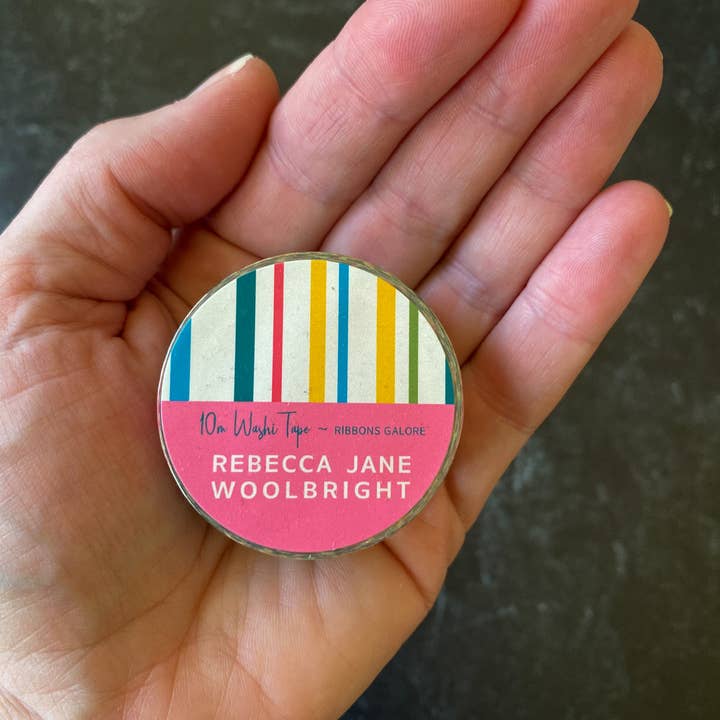 10m Washi Tape ~ RIBBONS GALORE
REBECCA JANE
WOOLBRIGHT